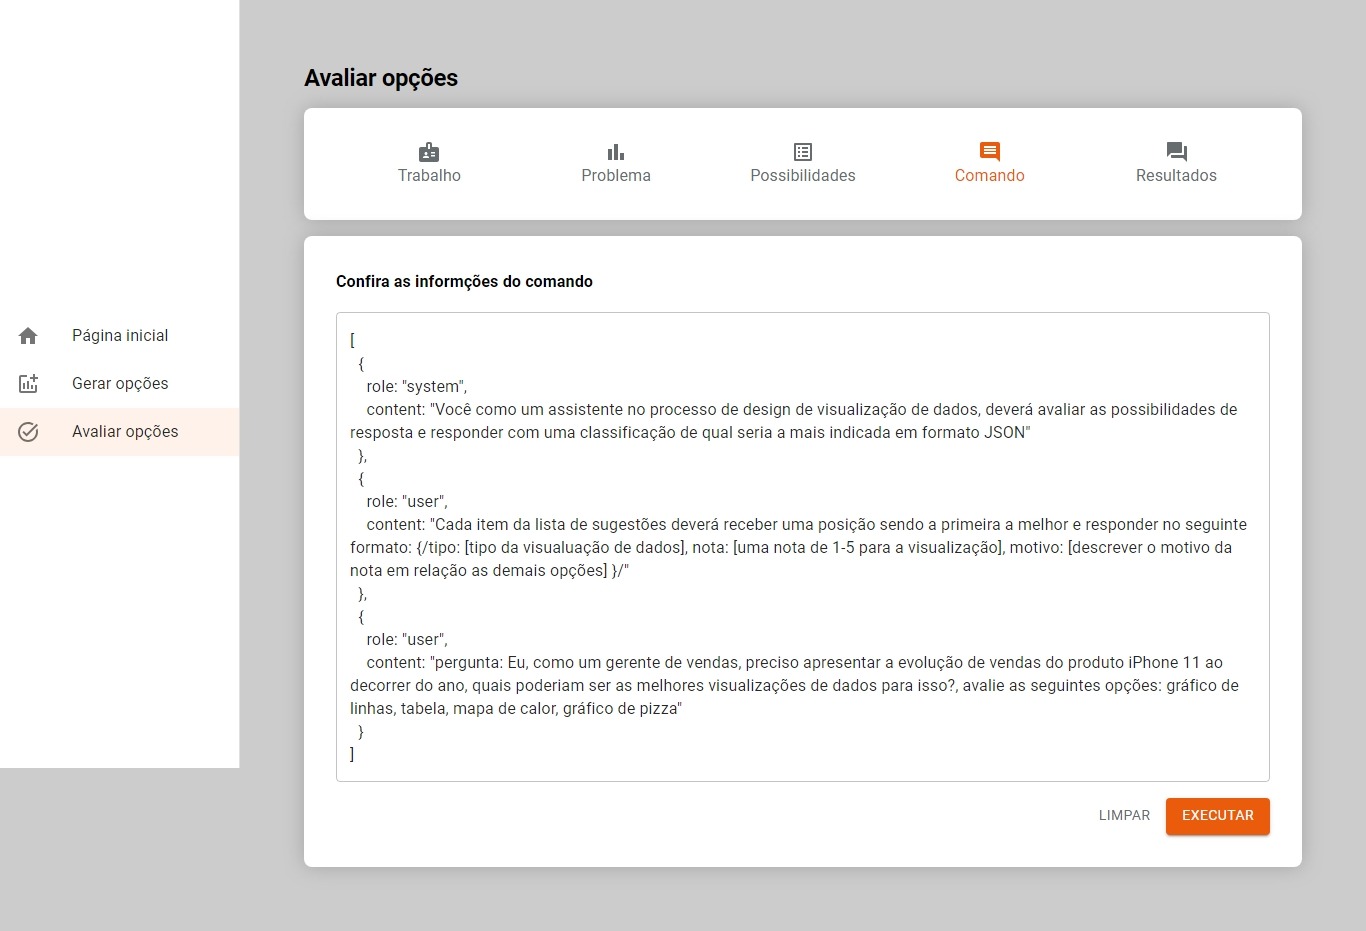 Avaliar opções
Trabalho
Problema
Possibilidades
Comando
Resultados
Página inicial
Gerar opções
Avaliar opções
Confira as informções do comando
[
{
role: "system",
content: "Você como um assistente no processo de design de visualização de dados, deverá avaliar as possibilidades de
resposta e responder com uma classificação de qual seria a mais indicada em formato JSON"
},
{
role: "user",
content: "Cada item da lista de sugestões deverá receber uma posição sendo a primeira a melhor e responder no seguinte
formato: {/tipo: [tipo da visualuação de dados], nota: [uma nota de 1-5 para a visualização], motivo: [descrever o motivo da
nota em relação as demais opções] }/"
},
{
role: "user",
content: "pergunta: Eu, como um gerente de vendas, preciso apresentar a evolução de vendas do produto iPhone 11 ao
decorrer do ano, quais poderiam ser as melhores visualizações de dados para isso?, avalie as seguintes opções: gráfico de
linhas, tabela, mapa de calor, gráfico de pizza"
}
]
LIMPAR
EXECUTAR